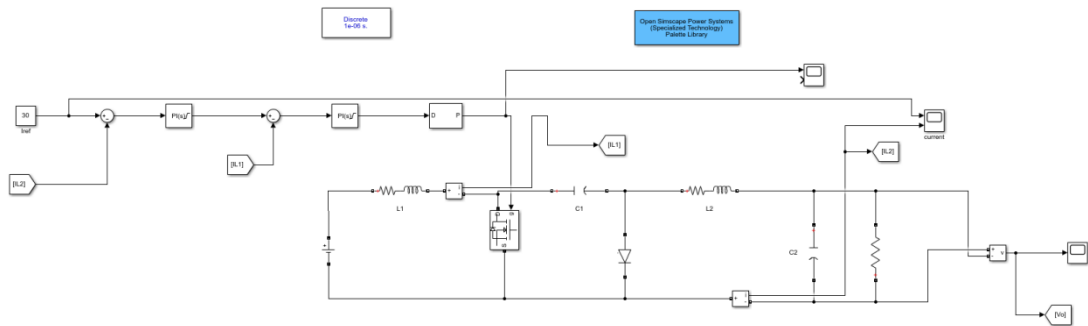 Discrete
1e-06 s.
Open Simscape Power Systems
(Specialized Technology)
Palette Library
30
Iref
PI(s)
PI(s)
D P
[IL1]
current
[IL2]
[IL1]
[IL2]
L1
+ i
-
C1
L2
C2
+ i
-
+
- v
[Vo]